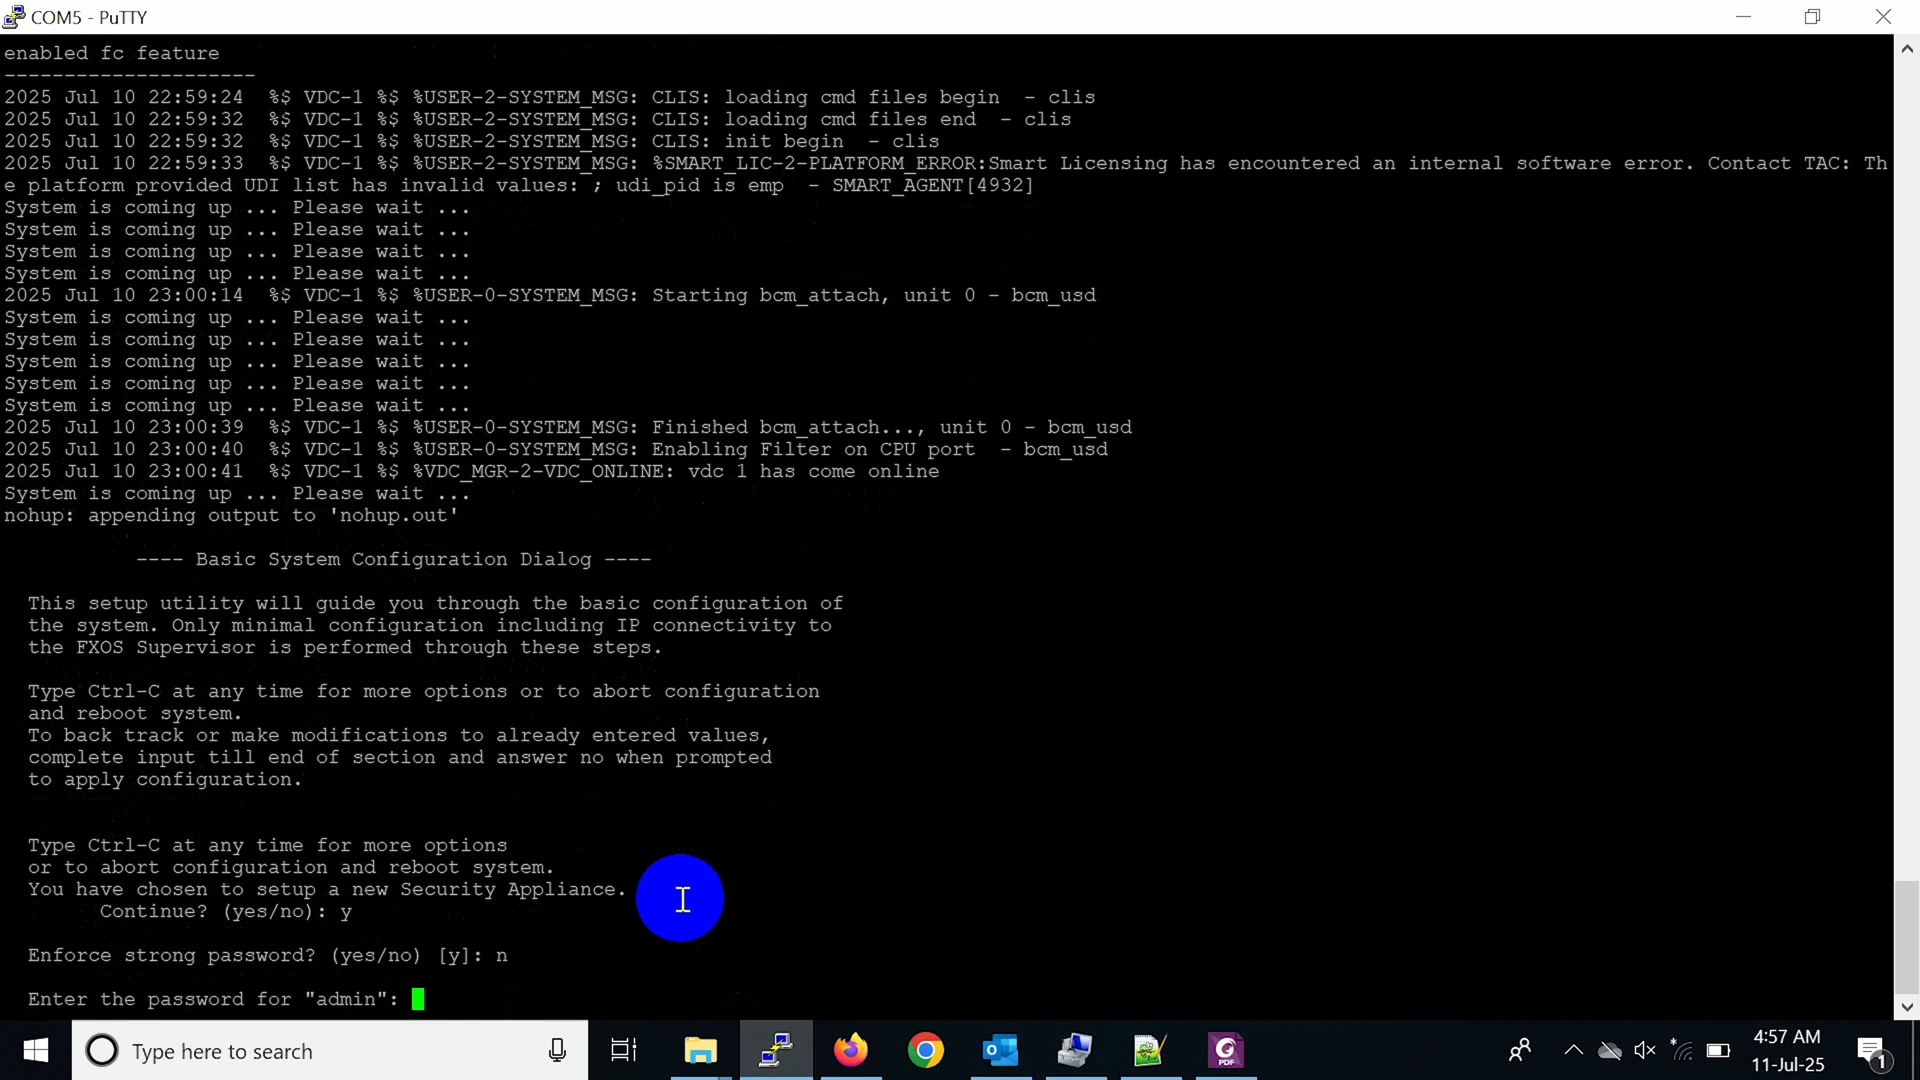 COM5 - PuTTY
enabled fc feature
---------------------
2025 Jul 10 22:59:24  %$ VDC-1 %$ %USER-2-SYSTEM_MSG: CLIS: loading cmd files begin  - clis
2025 Jul 10 22:59:32  %$ VDC-1 %$ %USER-2-SYSTEM_MSG: CLIS: loading cmd files end  - clis
2025 Jul 10 22:59:32  %$ VDC-1 %$ %USER-2-SYSTEM_MSG: CLIS: init begin  - clis
2025 Jul 10 22:59:33  %$ VDC-1 %$ %USER-2-SYSTEM_MSG: %SMART_LIC-2-PLATFORM_ERROR:Smart Licensing has encountered an internal software error. Contact TAC: Th
e platform provided UDI list has invalid values: ; udi_pid is emp  - SMART_AGENT[4932]
System is coming up ... Please wait ...
System is coming up ... Please wait ...
System is coming up ... Please wait ...
System is coming up ... Please wait ...
2025 Jul 10 23:00:14  %$ VDC-1 %$ %USER-0-SYSTEM_MSG: Starting bcm_attach, unit 0 - bcm_usd
System is coming up ... Please wait ...
System is coming up ... Please wait ...
System is coming up ... Please wait ...
System is coming up ... Please wait ...
System is coming up ... Please wait ...
2025 Jul 10 23:00:39  %$ VDC-1 %$ %USER-0-SYSTEM_MSG: Finished bcm_attach..., unit 0 - bcm_usd
2025 Jul 10 23:00:40  %$ VDC-1 %$ %USER-0-SYSTEM_MSG: Enabling Filter on CPU port  - bcm_usd
2025 Jul 10 23:00:41  %$ VDC-1 %$ %VDC_MGR-2-VDC_ONLINE: vdc 1 has come online
System is coming up ... Please wait ...
nohup: appending output to 'nohup.out'
---- Basic System Configuration Dialog ----
This setup utility will guide you through the basic configuration of
the system. Only minimal configuration including IP connectivity to
the FXOS Supervisor is performed through these steps.
Type Ctrl-C at any time for more options or to abort configuration
and reboot system.
To back track or make modifications to already entered values,
complete input till end of section and answer no when prompted
to apply configuration.
Type Ctrl-C at any time for more options
or to abort configuration and reboot system.
You have chosen to setup a new Security Appliance.
Continue? (yes/no): y
Enforce strong password? (yes/no) [y]: n
Enter the password for "admin":
Type here to search
PDF
4:57 AM
11-Jul-25
1